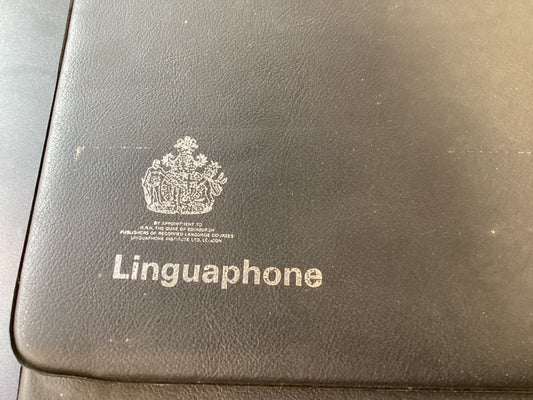 BY APPOINTMENT TO
H.R.H. THE DUKE OF EDINBURGH
PUBLISHERS OF RECORDED LANGUAGE COURSES
LINGUAPHONE INSTITUTE LTD, LONDON
Linguaphone